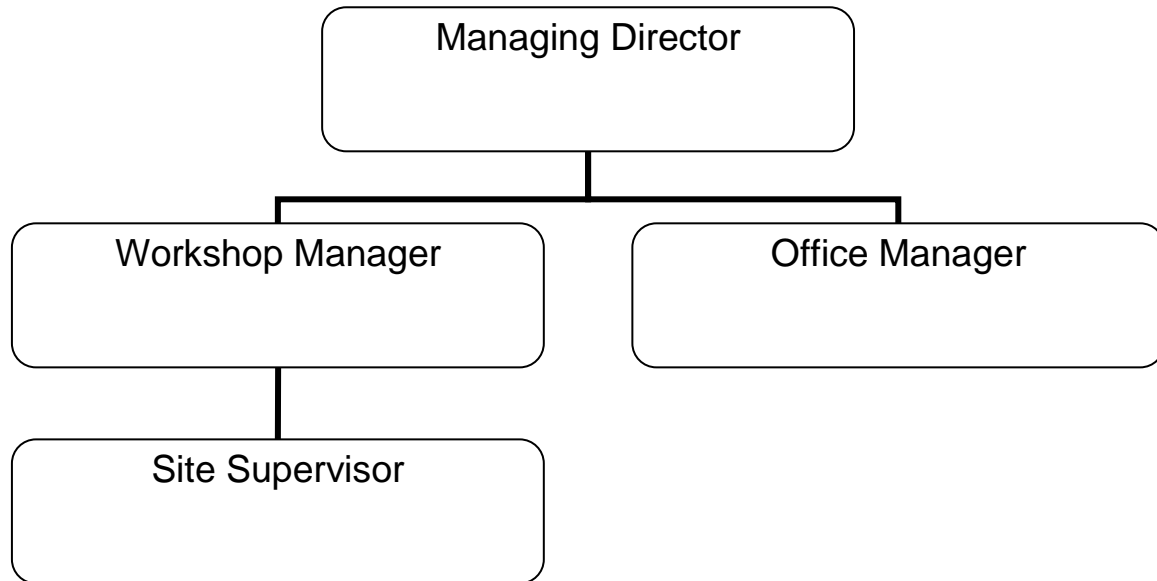 Managing Director
Workshop Manager
Office Manager
Site Supervisor